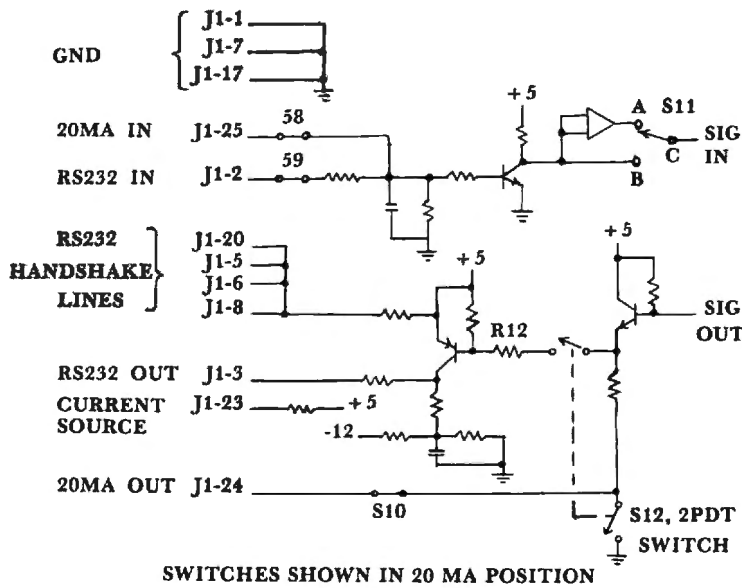 GND
J1-1
J1-7
J1-17
+5
20MA IN J1-25 58
RS232 IN J1-2 59
A S11
SIG IN
C
B
RS232 HANDSHAKE LINES
J1-20
J1-5
J1-6
J1-8
+5
+5
R12
SIG OUT
RS232 OUT J1-3
CURRENT SOURCE J1-23 +5
-12
20MA OUT J1-24
S10
S12, 2PDT
SWITCH
SWITCHES SHOWN IN 20 MA POSITION